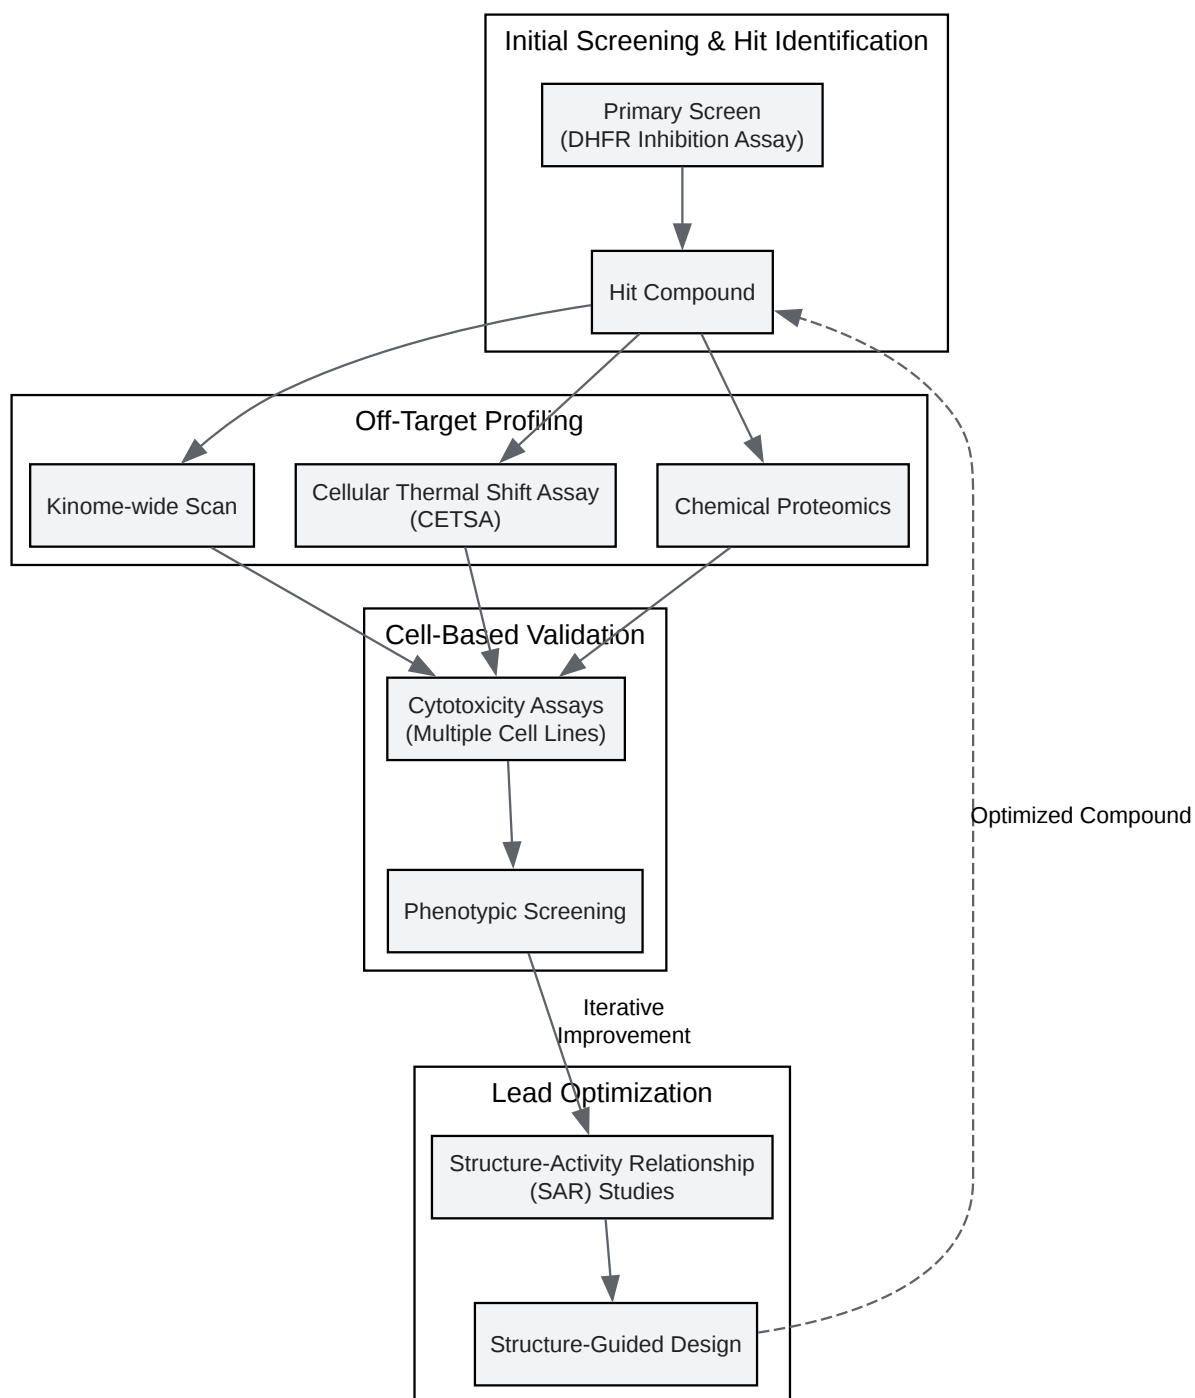 Initial Screening & Hit Identification
Primary Screen
(DHFR Inhibition Assay)
Hit Compound
Off-Target Profiling
Kinome-wide Scan
Cellular Thermal Shift Assay
(CETSA)
Chemical Proteomics
Cell-Based Validation
Cytotoxicity Assays
(Multiple Cell Lines)
Optimized Compound
Phenotypic Screening
Iterative
Improvement
Lead Optimization
Structure-Activity Relationship
(SAR) Studies
Structure-Guided Design